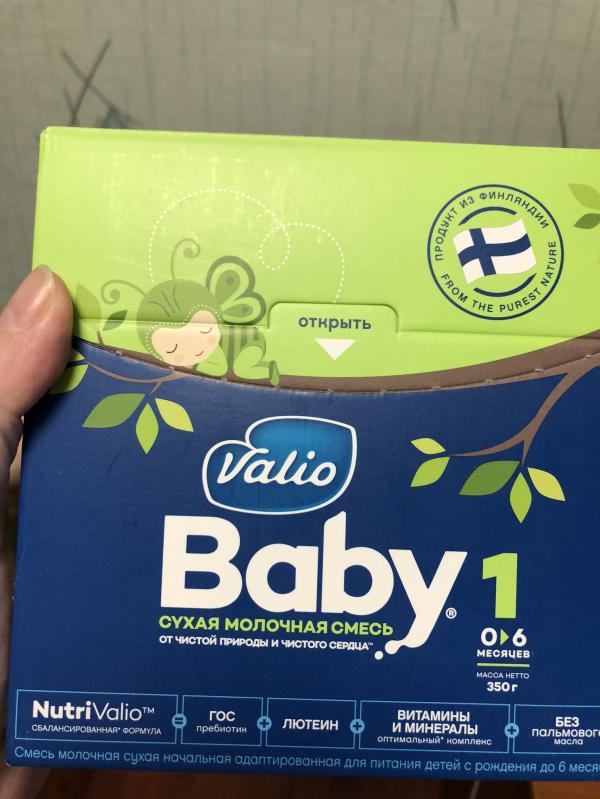 ПРОДУКТ ИЗ ФИНЛЯНДИИ
FROM THE PUREST NATURE
открыть
Valio
Baby® 1
СУХАЯ МОЛОЧНАЯ СМЕСЬ
ОТ ЧИСТОЙ ПРИРОДЫ И ЧИСТОГО СЕРДЦА™
0 6
МЕСЯЦЕВ
МАССА НЕТТО
350 г
NutriValio™
СБАЛАНСИРОВАННАЯ* ФОРМУЛА
=
ГОС
пребиотик
+
ЛЮТЕИН
+
ВИТАМИНЫ
И МИНЕРАЛЫ
оптимальный* комплекс
+
БЕЗ
пальмового
масла
Смесь молочная сухая начальная адаптированная для питания детей с рождения до 6